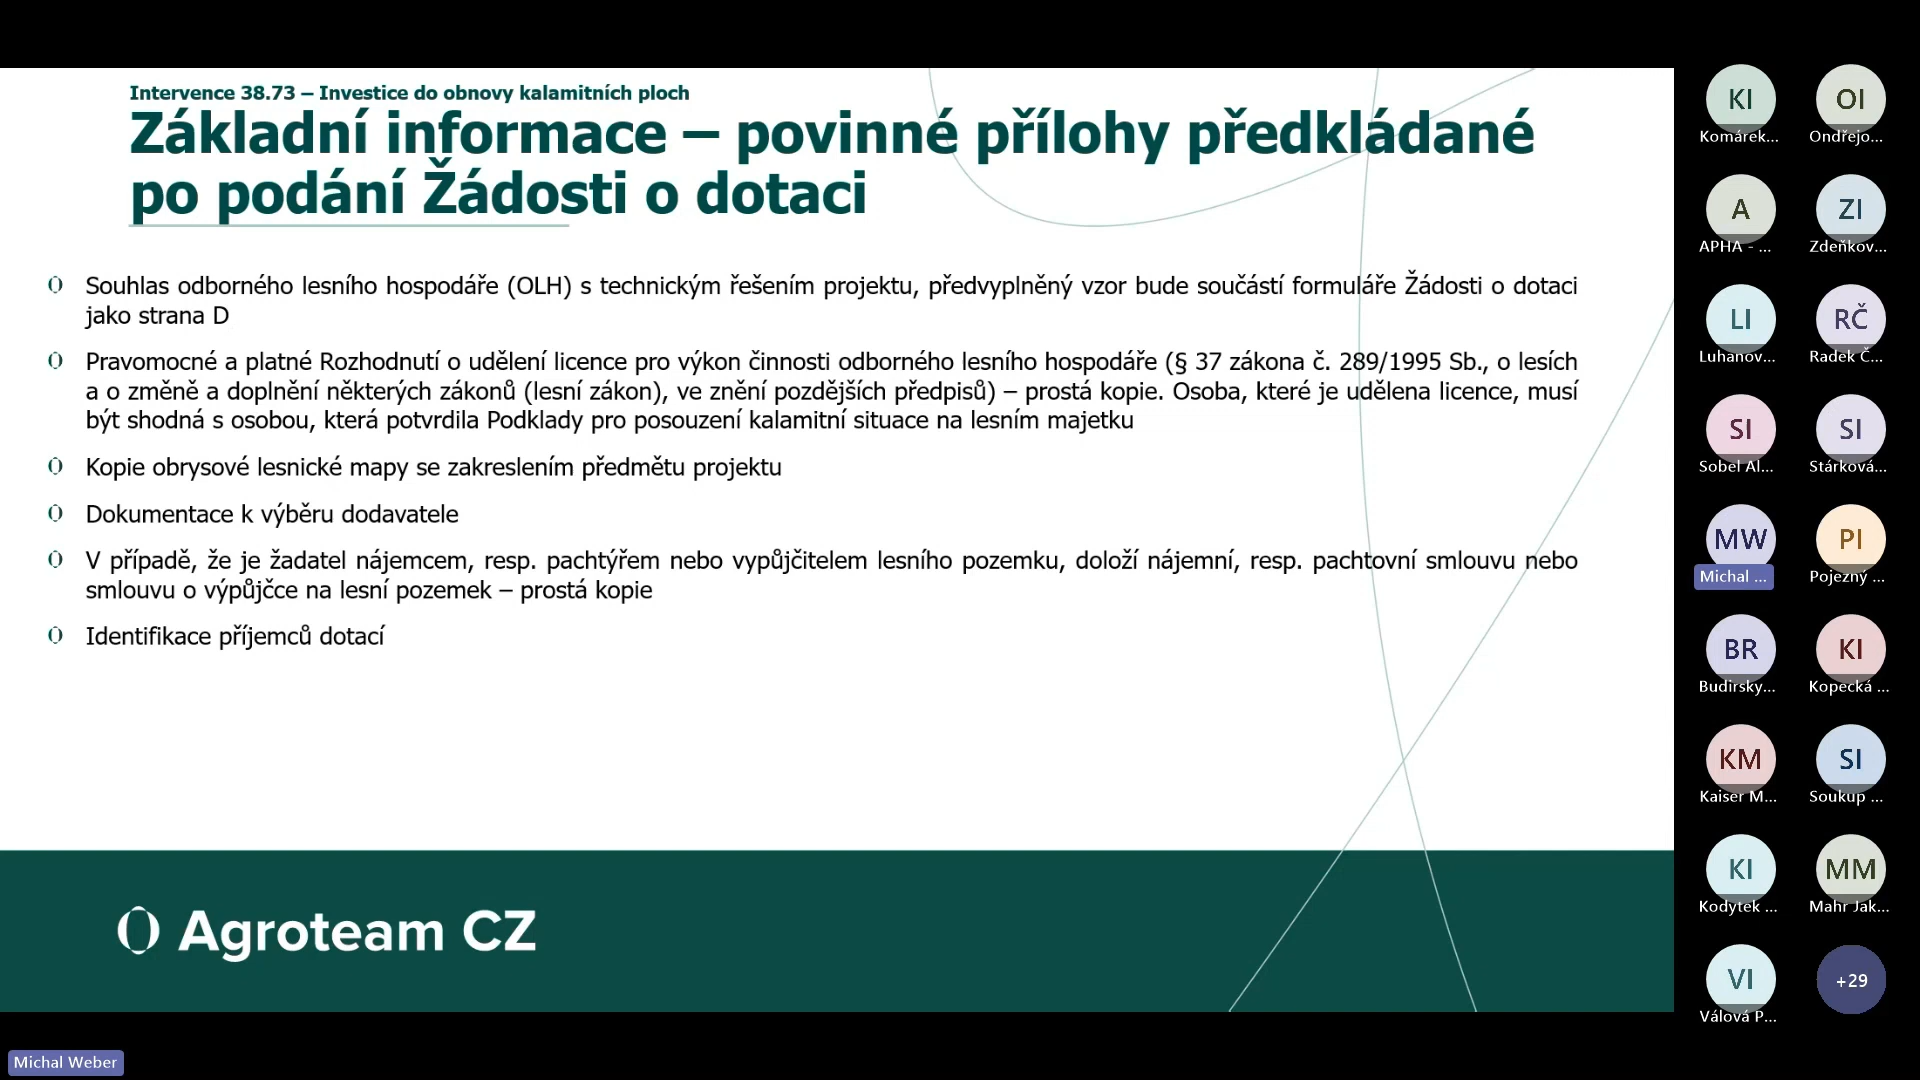 Intervence 38.73 – Investice do obnovy kalamitních ploch
Základní informace – povinné přílohy předkládané
po podání Žádosti o dotaci
Souhlas odborného lesního hospodáře (OLH) s technickým řešením projektu, předvyplněný vzor bude součástí formuláře Žádosti o dotaci
jako strana D
Pravomocné a platné Rozhodnutí o udělení licence pro výkon činnosti odborného lesního hospodáře (§ 37 zákona č. 289/1995 Sb., o lesích
a o změně a doplnění některých zákonů (lesní zákon), ve znění pozdějších předpisů) – prostá kopie. Osoba, které je udělena licence, musí
být shodná s osobou, která potvrdila Podklady pro posouzení kalamitní situace na lesním majetku
Kopie obrysové lesnické mapy se zakreslením předmětu projektu
Dokumentace k výběru dodavatele
V případě, že je žadatel nájemcem, resp. pachtýřem nebo vypůjčitelem lesního pozemku, doloží nájemní, resp. pachtovní smlouvu nebo
smlouvu o výpůjčce na lesní pozemek – prostá kopie
Identifikace příjemců dotací
Agroteam CZ
Michal Weber
KI OI
Komárek... Ondřejo...
A ZI
APHA - ... Zdeňkov...
LI RČ
Luhanov... Radek Č...
SI SI
Sobel Al... Stárková...
MW PI
Michal ... Pojezný ...
BR KI
Budirsky... Kopecká ...
KM SI
Kaiser M... Soukup ...
KI MM
Kodytek ... Mahr Jak...
VI +29
Válová P...